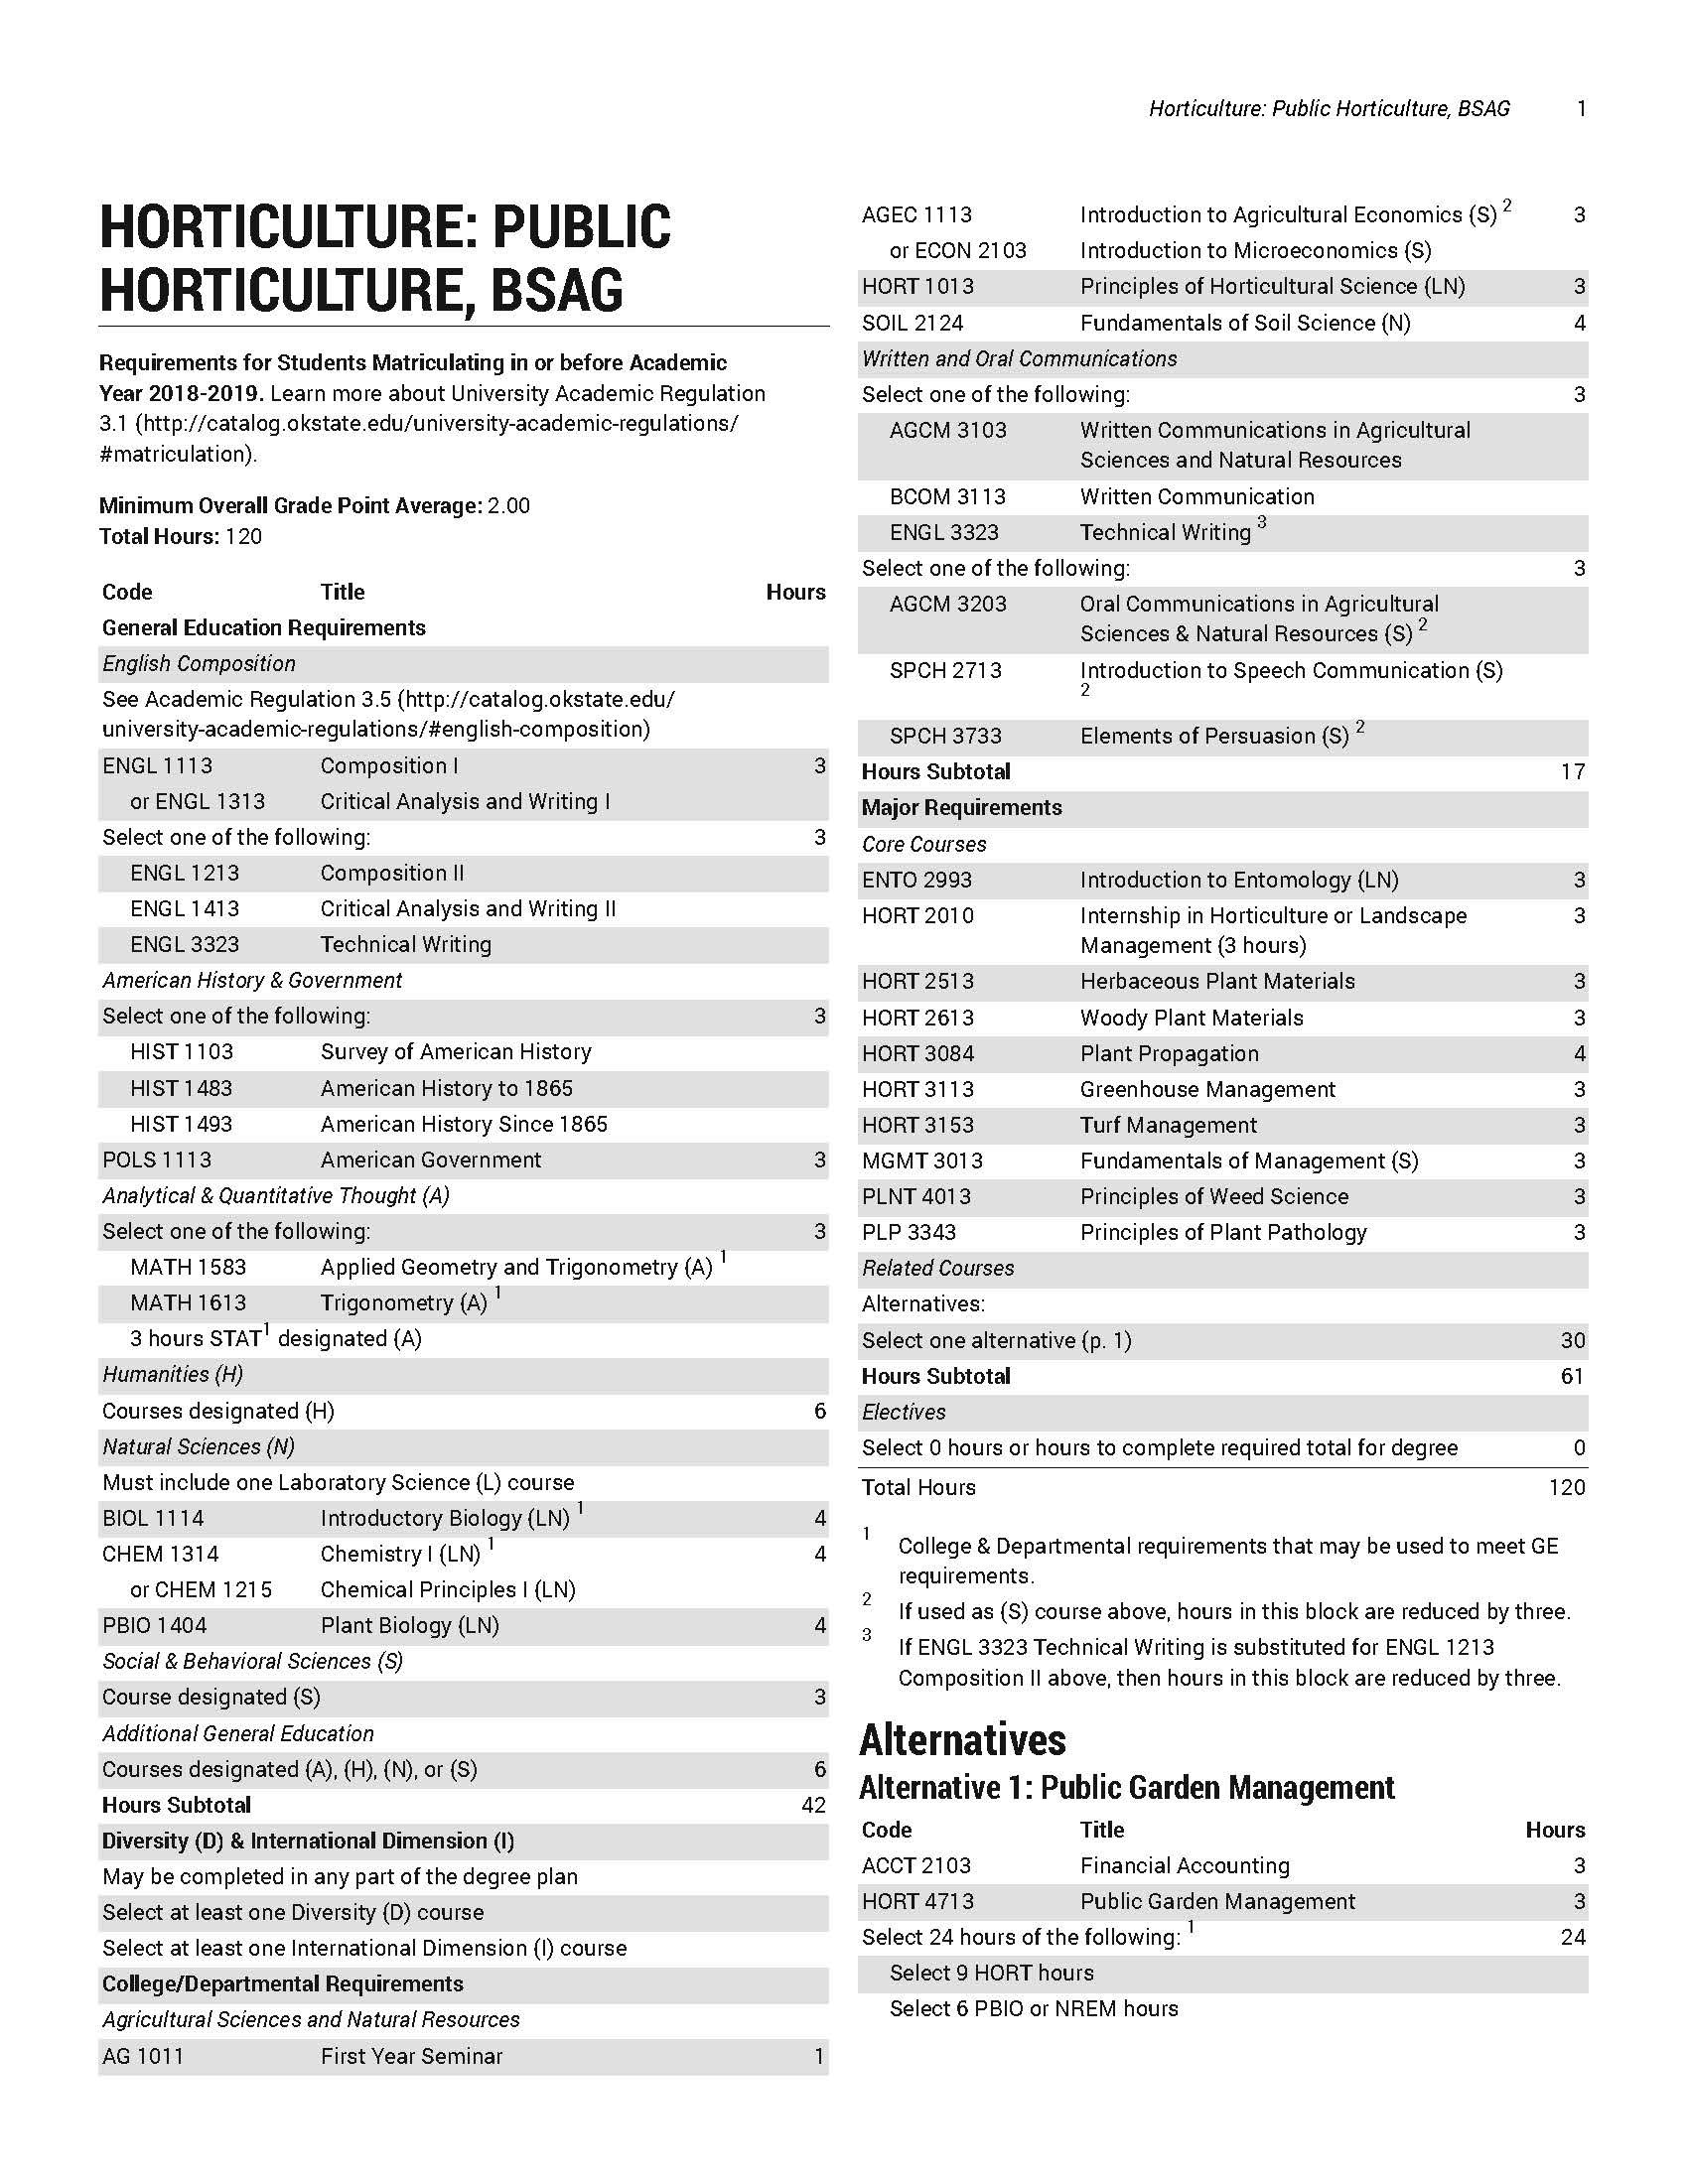 Horticulture: Public Horticulture, BSAG 1
HORTICULTURE: PUBLIC
HORTICULTURE, BSAG
Requirements for Students Matriculating in or before Academic
Year 2018-2019. Learn more about University Academic Regulation
3.1 (http://catalog.okstate.edu/university-academic-regulations/
#matriculation).
Minimum Overall Grade Point Average: 2.00
Total Hours: 120
Code Title Hours
General Education Requirements
English Composition
See Academic Regulation 3.5 (http://catalog.okstate.edu/
university-academic-regulations/#english-composition)
ENGL 1113 Composition I 3
or ENGL 1313 Critical Analysis and Writing I
Select one of the following: 3
ENGL 1213 Composition II
ENGL 1413 Critical Analysis and Writing II
ENGL 3323 Technical Writing
American History & Government
Select one of the following: 3
HIST 1103 Survey of American History
HIST 1483 American History to 1865
HIST 1493 American History Since 1865
POLS 1113 American Government 3
Analytical & Quantitative Thought (A)
Select one of the following: 3
MATH 1583 Applied Geometry and Trigonometry (A) 1
MATH 1613 Trigonometry (A) 1
3 hours STAT1 designated (A)
Humanities (H)
Courses designated (H) 6
Natural Sciences (N)
Must include one Laboratory Science (L) course
BIOL 1114 Introductory Biology (LN) 1 4
CHEM 1314 Chemistry I (LN) 1 4
or CHEM 1215 Chemical Principles I (LN)
PBIO 1404 Plant Biology (LN) 4
Social & Behavioral Sciences (S)
Course designated (S) 3
Additional General Education
Courses designated (A), (H), (N), or (S) 6
Hours Subtotal 42
Diversity (D) & International Dimension (I)
May be completed in any part of the degree plan
Select at least one Diversity (D) course
Select at least one International Dimension (I) course
College/Departmental Requirements
Agricultural Sciences and Natural Resources
AG 1011 First Year Seminar 1
AGEC 1113 Introduction to Agricultural Economics (S) 2 3
or ECON 2103 Introduction to Microeconomics (S)
HORT 1013 Principles of Horticultural Science (LN) 3
SOIL 2124 Fundamentals of Soil Science (N) 4
Written and Oral Communications
Select one of the following: 3
AGCM 3103 Written Communications in Agricultural
Sciences and Natural Resources
BCOM 3113 Written Communication
ENGL 3323 Technical Writing 3
Select one of the following: 3
AGCM 3203 Oral Communications in Agricultural
Sciences & Natural Resources (S) 2
SPCH 2713 Introduction to Speech Communication (S)
2
SPCH 3733 Elements of Persuasion (S) 2
Hours Subtotal 17
Major Requirements
Core Courses
ENTO 2993 Introduction to Entomology (LN) 3
HORT 2010 Internship in Horticulture or Landscape 3
Management (3 hours)
HORT 2513 Herbaceous Plant Materials 3
HORT 2613 Woody Plant Materials 3
HORT 3084 Plant Propagation 4
HORT 3113 Greenhouse Management 3
HORT 3153 Turf Management 3
MGMT 3013 Fundamentals of Management (S) 3
PLNT 4013 Principles of Weed Science 3
PLP 3343 Principles of Plant Pathology 3
Related Courses
Alternatives:
Select one alternative (p. 1) 30
Hours Subtotal 61
Electives
Select 0 hours or hours to complete required total for degree 0
Total Hours 120
1 College & Departmental requirements that may be used to meet GE
requirements.
2 If used as (S) course above, hours in this block are reduced by three.
3 If ENGL 3323 Technical Writing is substituted for ENGL 1213
Composition II above, then hours in this block are reduced by three.
Alternatives
Alternative 1: Public Garden Management
Code Title Hours
ACCT 2103 Financial Accounting 3
HORT 4713 Public Garden Management 3
Select 24 hours of the following: 1 24
Select 9 HORT hours
Select 6 PBIO or NREM hours